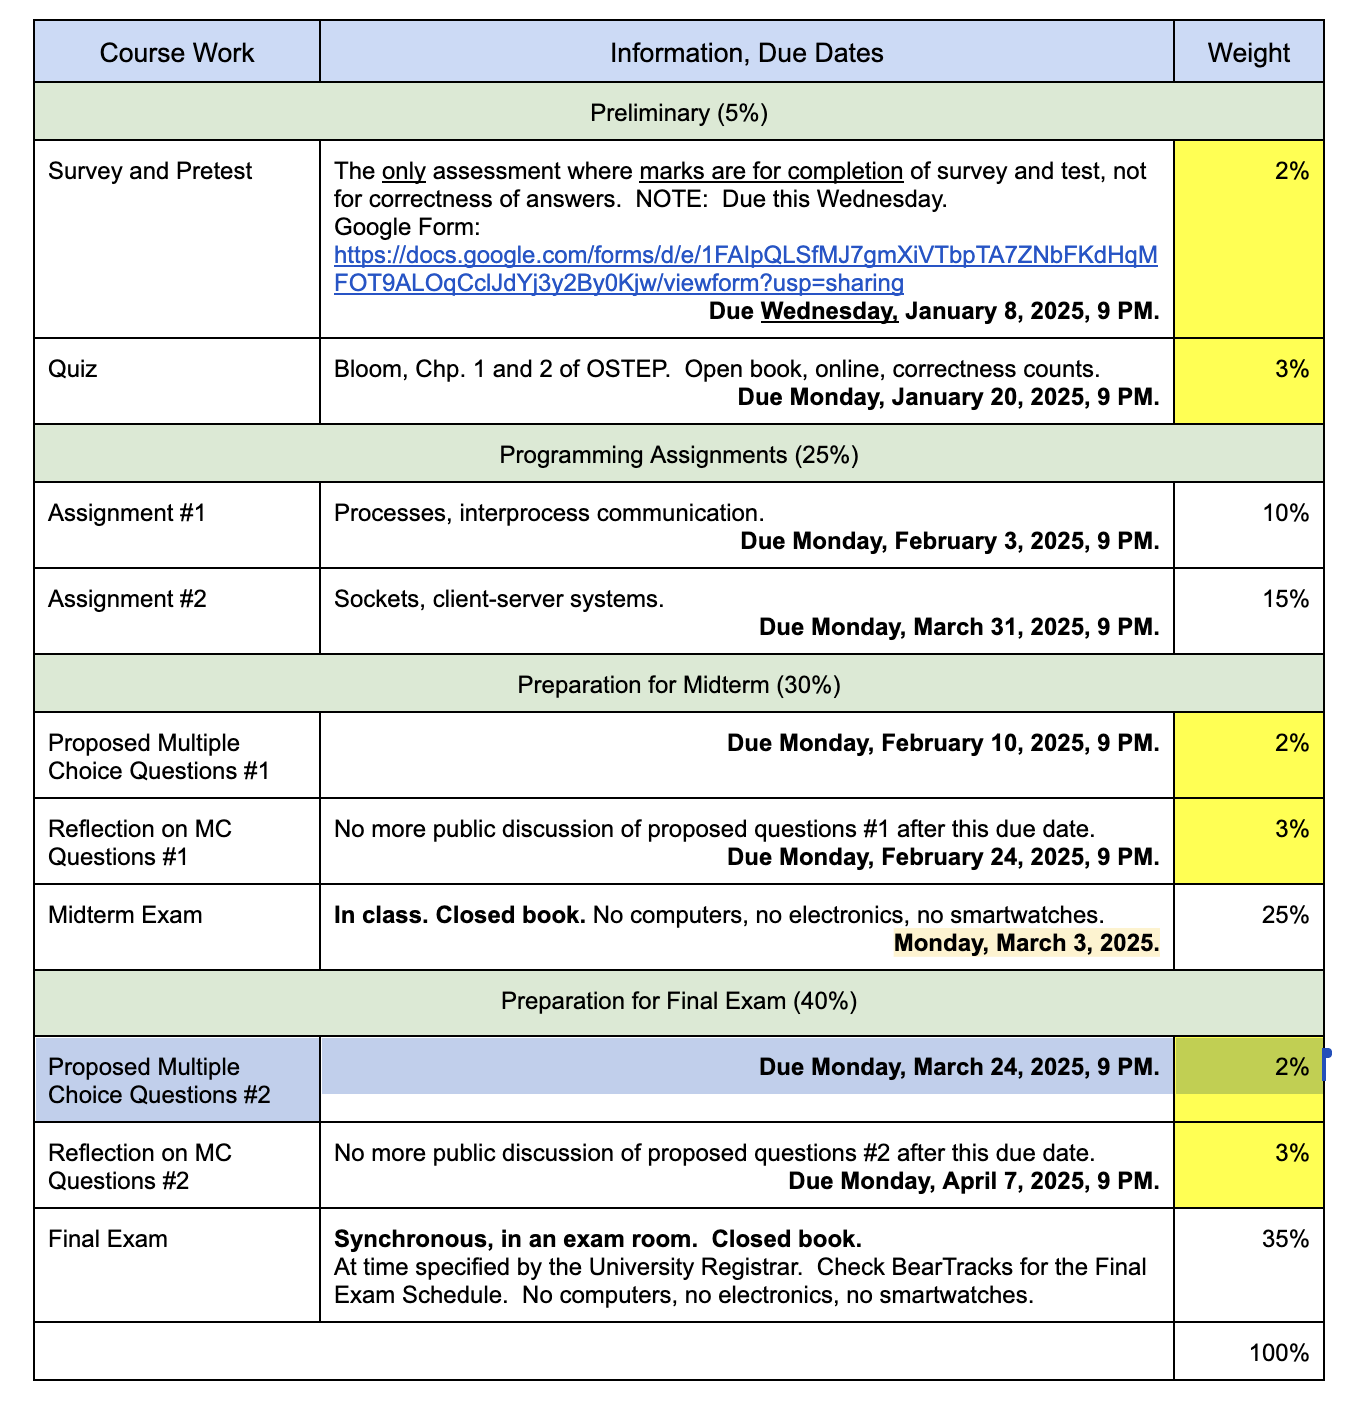 Course Work
Information, Due Dates
Weight
Preliminary (5%)
Survey and Pretest
The only assessment where marks are for completion of survey and test, not
for correctness of answers.  NOTE:  Due this Wednesday.
Google Form:
https://docs.google.com/forms/d/e/1FAIpQLSfMJ7gmXiVTbpTA7ZNbFKdHqM
FOT9ALOqCclJdYj3y2By0Kjw/viewform?usp=sharing
Due Wednesday, January 8, 2025, 9 PM.
2%
Quiz
Bloom, Chp. 1 and 2 of OSTEP.  Open book, online, correctness counts.
Due Monday, January 20, 2025, 9 PM.
3%
Programming Assignments (25%)
Assignment #1
Processes, interprocess communication.
Due Monday, February 3, 2025, 9 PM.
10%
Assignment #2
Sockets, client-server systems.
Due Monday, March 31, 2025, 9 PM.
15%
Preparation for Midterm (30%)
Proposed Multiple
Choice Questions #1
Due Monday, February 10, 2025, 9 PM.
2%
Reflection on MC
Questions #1
No more public discussion of proposed questions #1 after this due date.
Due Monday, February 24, 2025, 9 PM.
3%
Midterm Exam
In class. Closed book. No computers, no electronics, no smartwatches.
Monday, March 3, 2025.
25%
Preparation for Final Exam (40%)
Proposed Multiple
Choice Questions #2
Due Monday, March 24, 2025, 9 PM.
2%
Reflection on MC
Questions #2
No more public discussion of proposed questions #2 after this due date.
Due Monday, April 7, 2025, 9 PM.
3%
Final Exam
Synchronous, in an exam room.  Closed book.
At time specified by the University Registrar.  Check BearTracks for the Final
Exam Schedule.  No computers, no electronics, no smartwatches.
35%
100%